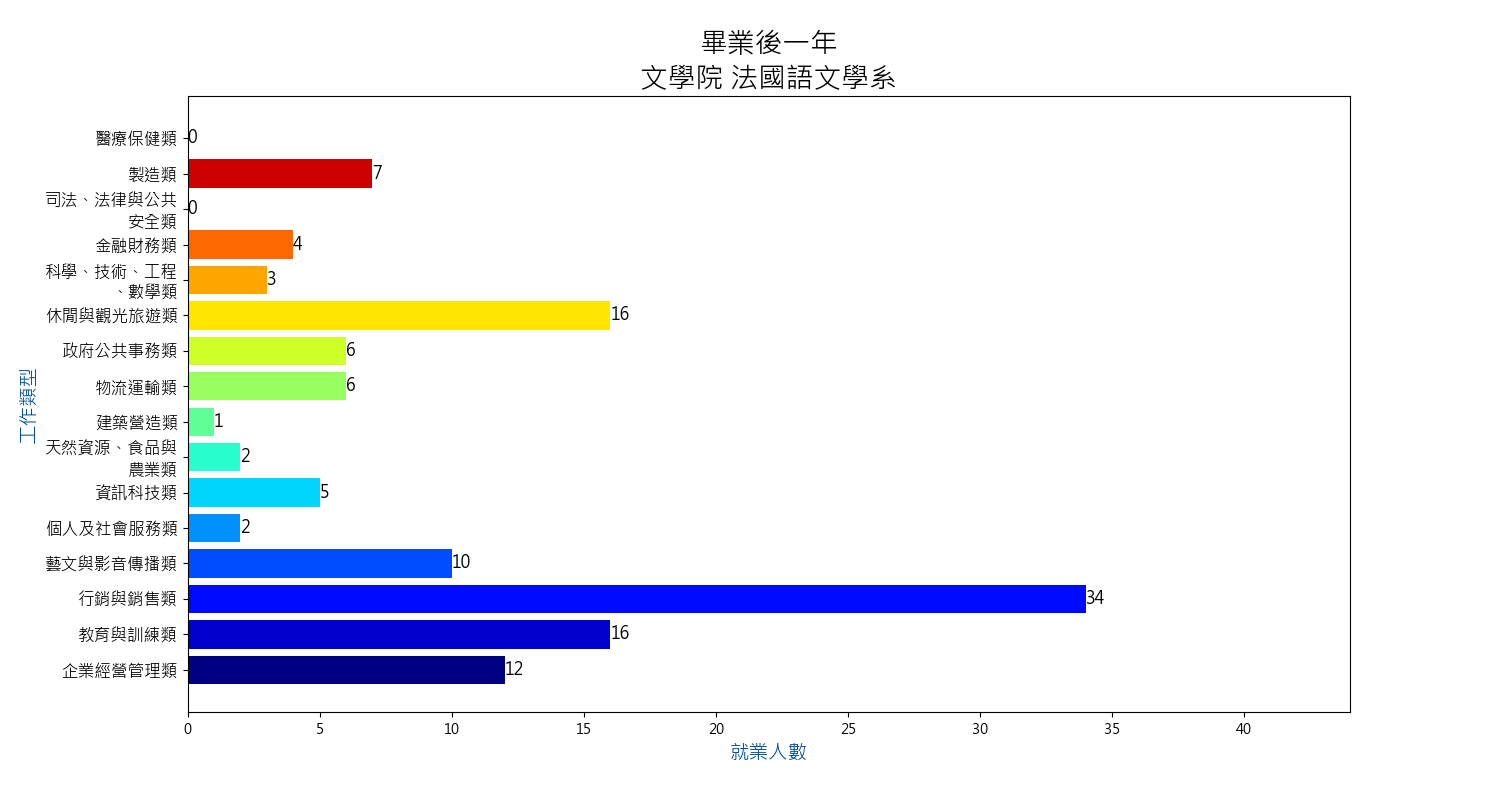 畢業後一年
文學院 法國語文學系
醫療保健類
0
製造類
7
司法、法律與公共
安全類
0
金融財務類
4
科學、技術、工程
、數學類
3
休閒與觀光旅遊類
16
政府公共事務類
6
物流運輸類
6
建築營造類
1
天然資源、食品與
農業類
2
資訊科技類
5
個人及社會服務類
2
藝文與影音傳播類
10
行銷與銷售類
34
教育與訓練類
16
企業經營管理類
12
工作類型
0 5 10 15 20 25 30 35 40
就業人數